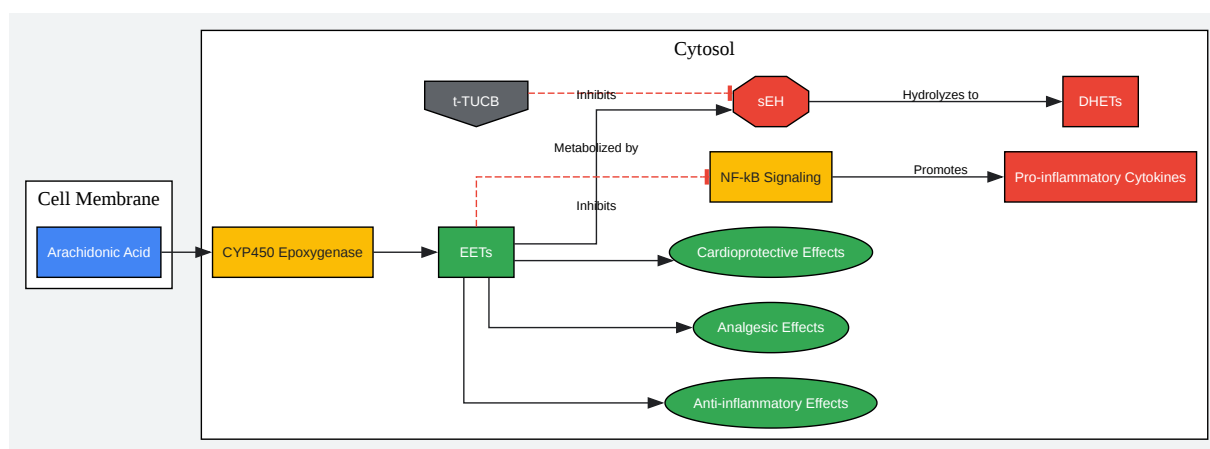 Cytosol
t-TUCB
Inhibits
sEH
Hydrolyzes to
DHETs
Metabolized by
NF-kB Signaling
Promotes
Pro-inflammatory Cytokines
Inhibits
Cell Membrane
Arachidonic Acid
CYP450 Epoxygenase
EETs
Cardioprotective Effects
Analgesic Effects
Anti-inflammatory Effects